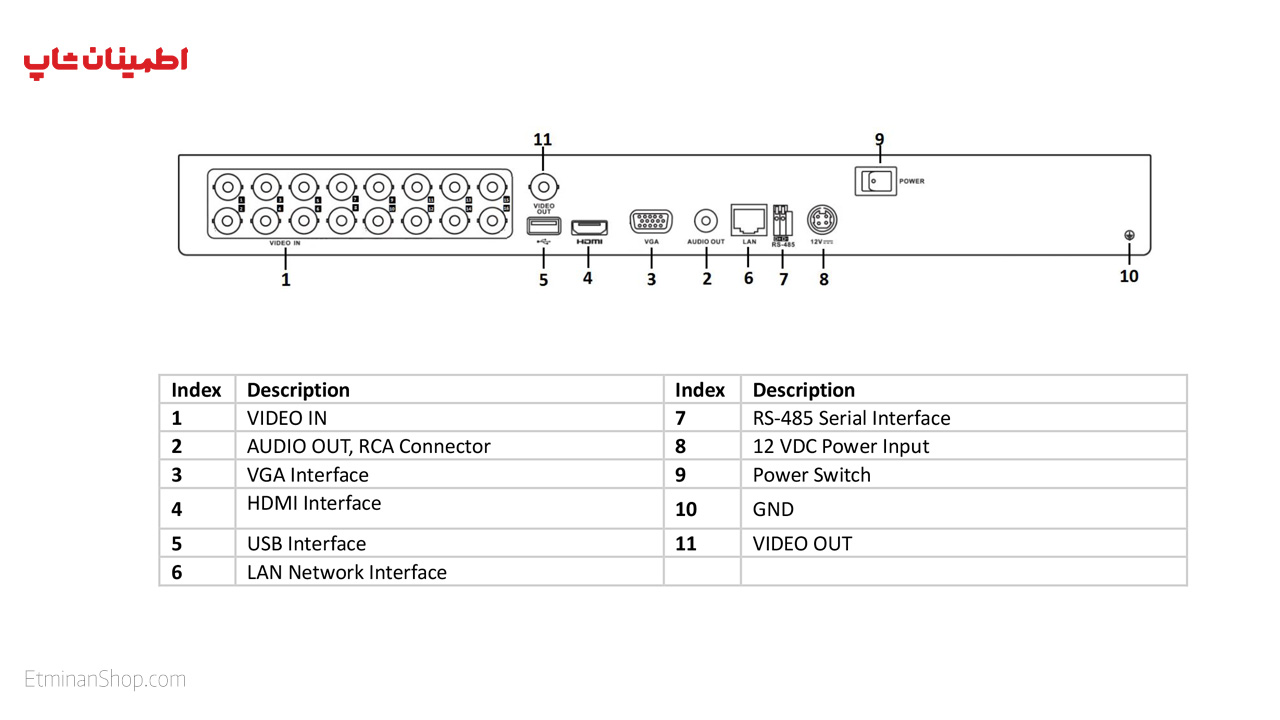 اطمینان شاپ
11
9
POWER
VIDEO OUT
VIDEO IN
HDMI
VGA
AUDIO OUT
LAN
RS-485
12V
1
5
4
3
2
6
7
8
10
Index Description Index Description
1 VIDEO IN 7 RS-485 Serial Interface
2 AUDIO OUT, RCA Connector 8 12 VDC Power Input
3 VGA Interface 9 Power Switch
4 HDMI Interface 10 GND
5 USB Interface 11 VIDEO OUT
6 LAN Network Interface
EtminanShop.com